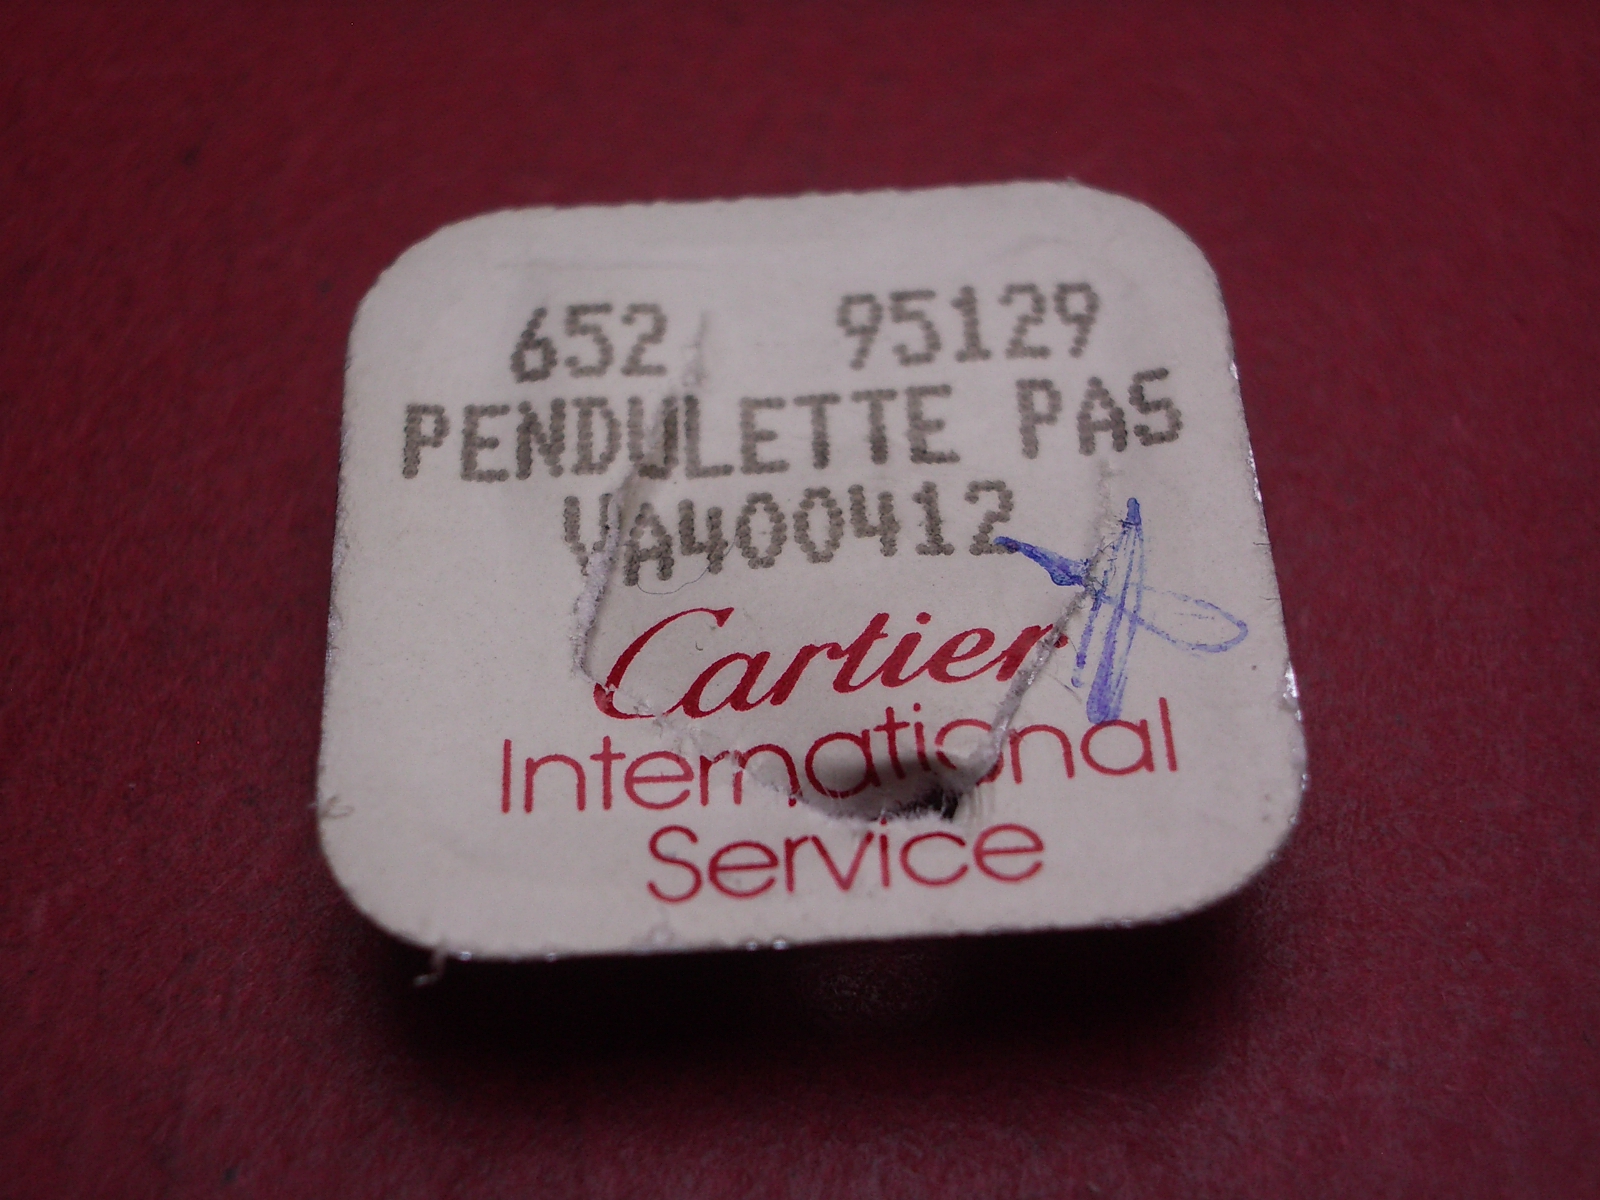 652 95129
PENDULETTE PAS
VA400412
Cartier
International
Service